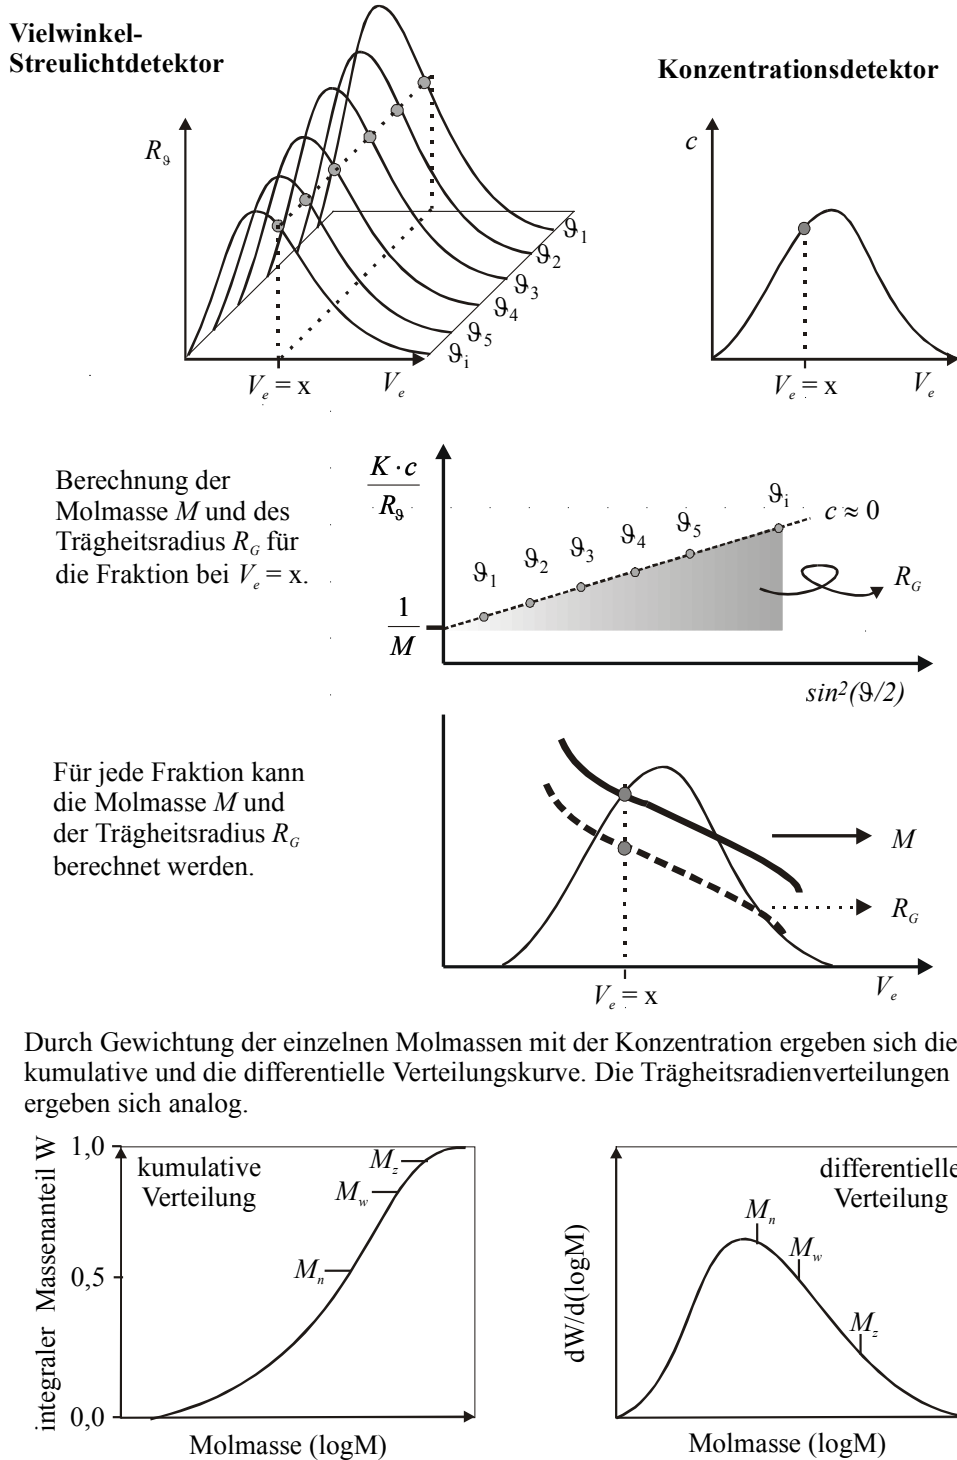 Vielwinkel-
Streulichtdetektor
Konzentrationsdetektor
R_ϑ
ϑ₁
ϑ₂
ϑ₃
ϑ₄
ϑ₅
ϑᵢ
V_e = x
V_e
c
V_e = x
V_e
Berechnung der
Molmasse M und des
Trägheitsradius R_G für
die Fraktion bei V_e = x.
K · c
R_ϑ
1
M
ϑ₁
ϑ₂
ϑ₃
ϑ₄
ϑ₅
ϑᵢ
c ≈ 0
R_G
sin²(ϑ/2)
Für jede Fraktion kann
die Molmasse M und
der Trägheitsradius R_G
berechnet werden.
M
R_G
V_e = x
V_e
Durch Gewichtung der einzelnen Molmassen mit der Konzentration ergeben sich die
kumulative und die differentielle Verteilungskurve. Die Trägheitsradienverteilungen
ergeben sich analog.
integraler Massenanteil W
1,0
0,5
0,0
kumulative
Verteilung
M_z
M_w
M_n
Molmasse (logM)
dW/d(logM)
differentielle
Verteilung
M_n
M_w
M_z
Molmasse (logM)